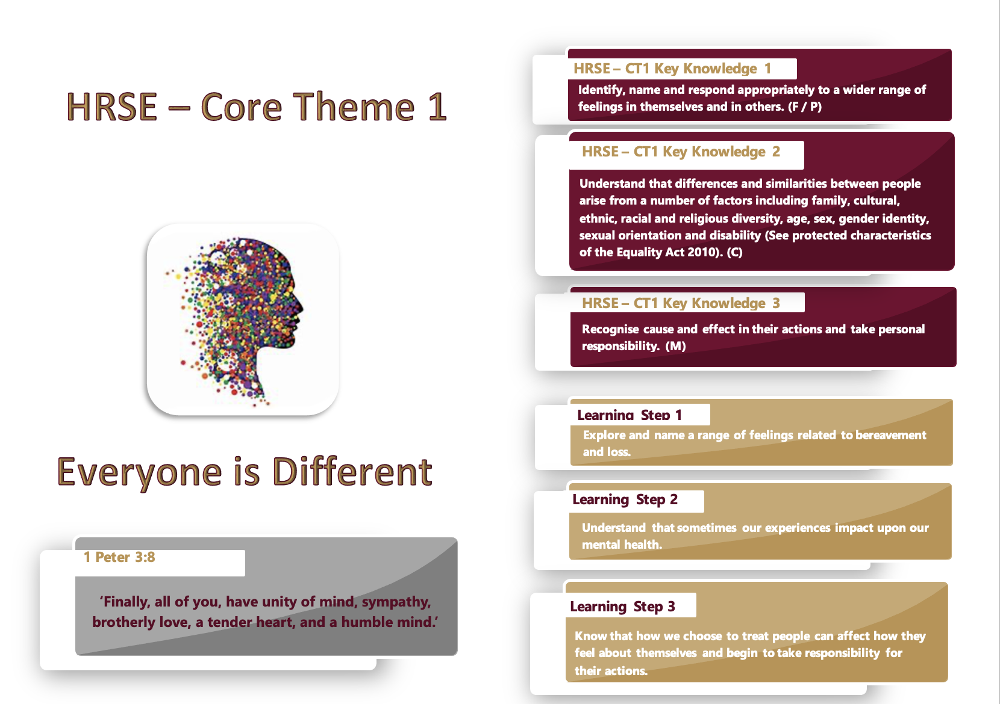 HRSE – Core Theme 1
Everyone is Different
1 Peter 3:8
‘Finally, all of you, have unity of mind, sympathy,
brotherly love, a tender heart, and a humble mind.’
HRSE – CT1 Key Knowledge 1
Identify, name and respond appropriately to a wider range of
feelings in themselves and in others. (F / P)
HRSE – CT1 Key Knowledge 2
Understand that differences and similarities between people
arise from a number of factors including family, cultural,
ethnic, racial and religious diversity, age, sex, gender identity,
sexual orientation and disability (See protected characteristics
of the Equality Act 2010). (C)
HRSE – CT1 Key Knowledge 3
Recognise cause and effect in their actions and take personal
responsibility. (M)
Learning Step 1
Explore and name a range of feelings related to bereavement
and loss.
Learning Step 2
Understand that sometimes our experiences impact upon our
mental health.
Learning Step 3
Know that how we choose to treat people can affect how they
feel about themselves and begin to take responsibility for
their actions.